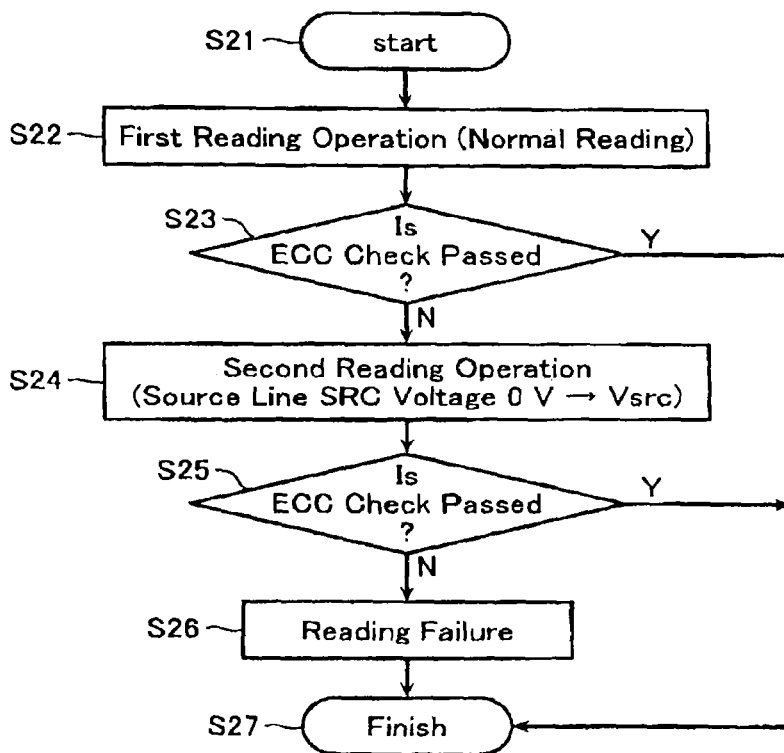 S21
start
S22
First Reading Operation (Normal Reading)
S23
Is
ECC Check Passed
?
Y
N
S24
Second Reading Operation
(Source Line SRC Voltage 0 V → Vsrc)
S25
Is
ECC Check Passed
?
Y
N
S26
Reading Failure
S27
Finish